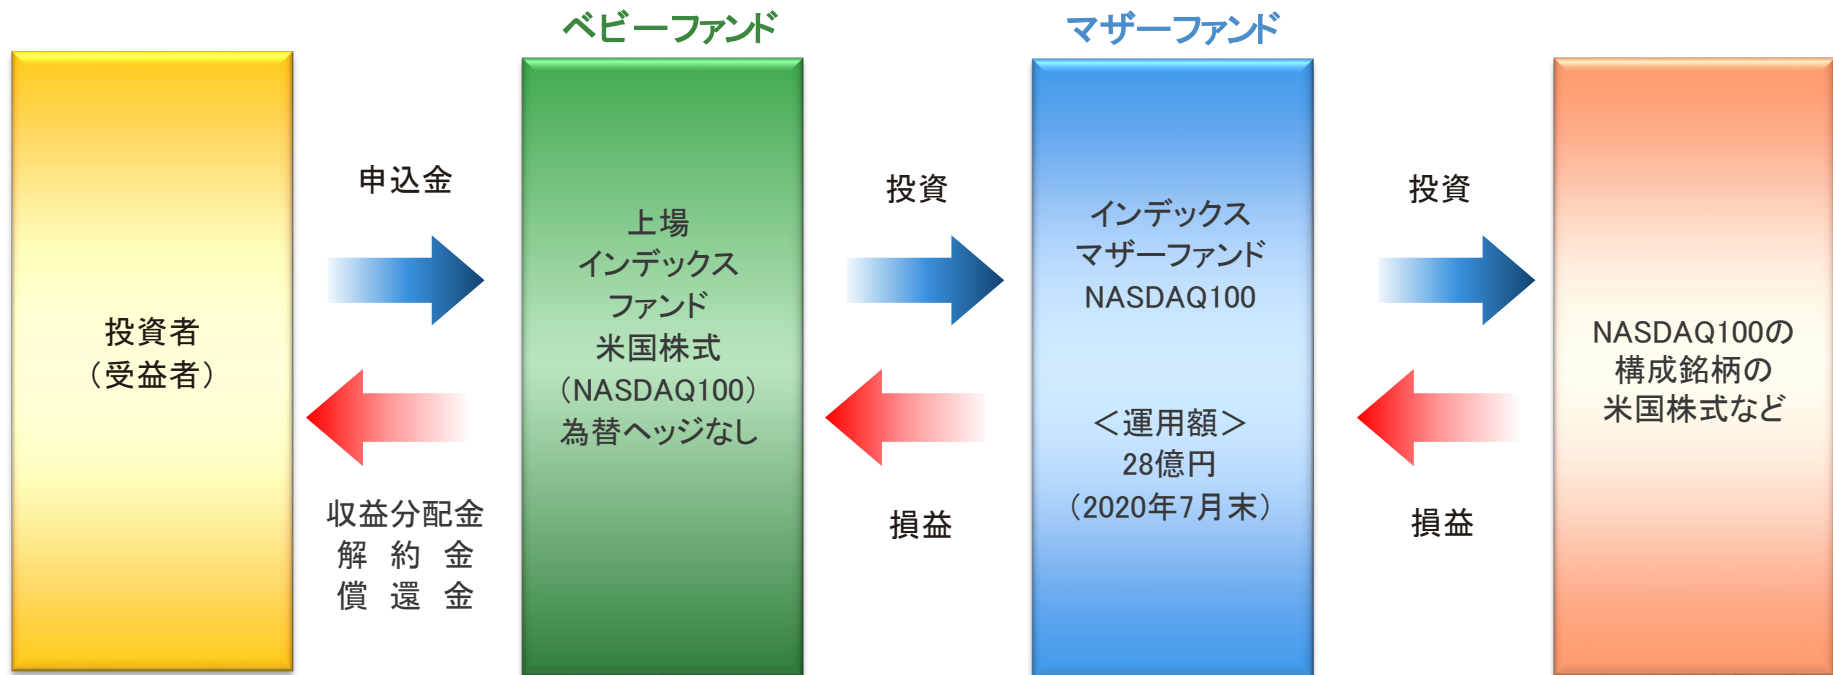 ベビーファンド
マザーファンド
投資者
（受益者）
申込金
収益分配金
解　約　金
償　還　金
上場
インデックス
ファンド
米国株式
（NASDAQ100）
為替ヘッジなし
投資
損益
インデックス
マザーファンド
NASDAQ100
＜運用額＞
28億円
（2020年7月末）
投資
損益
NASDAQ100の
構成銘柄の
米国株式など